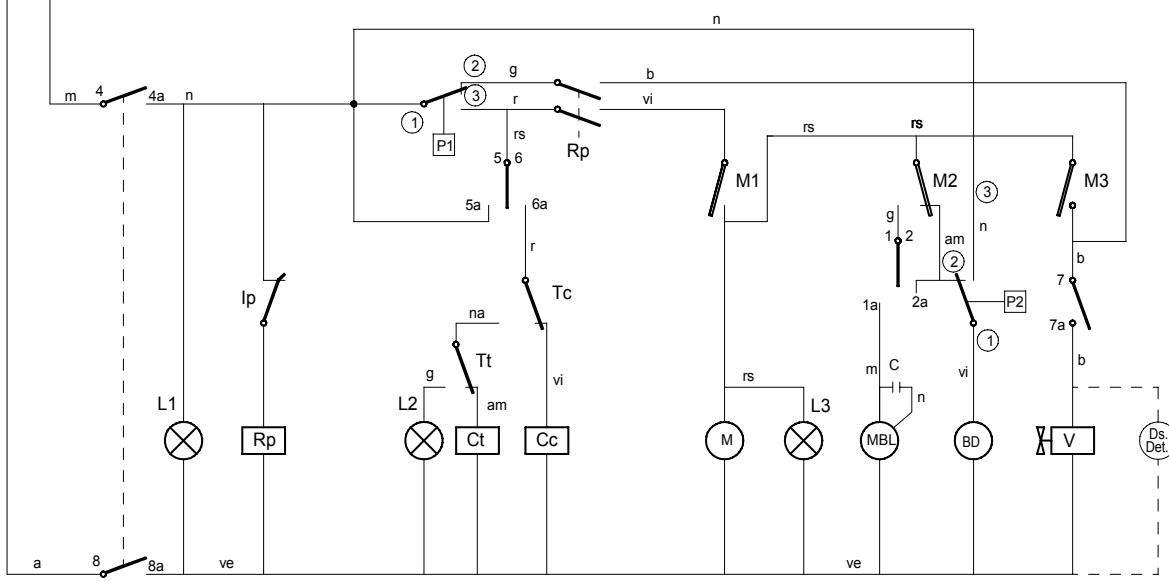 n
2 g b
m 4 4a n 3 r vi
1
P1 rs Rp rs rs
5 6
M1 M2 M3
3
5a 6a g
1 2 am n
r b
2
Ip Tc 7
1a 2a P2
na 7a
1
Tt
g vi m C vi b
L1 L2 am rs L3 n
Rp Ct Cc M MBL BD V Ds.
Det.
a 8 8a ve ve